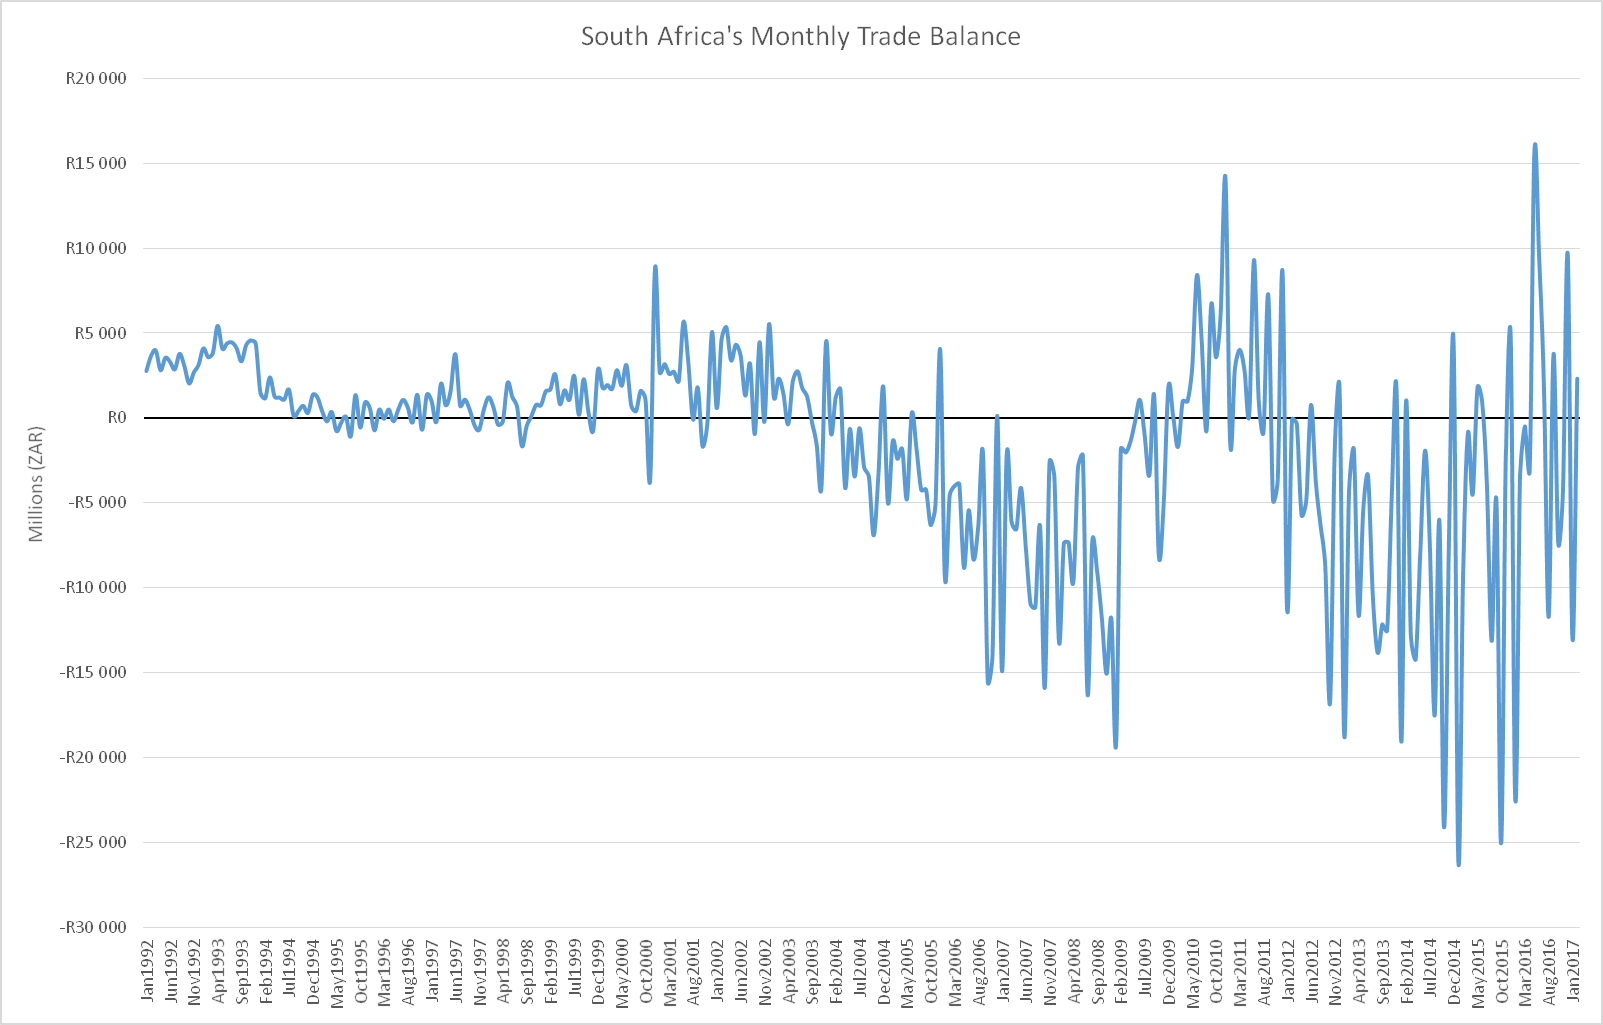 South Africa's Monthly Trade Balance
R20 000
R15 000
R10 000
R5 000
R0
-R5 000
-R10 000
-R15 000
-R20 000
-R25 000
-R30 000
Millions (ZAR)
Jan1992
Jun1992
Nov1992
Apr1993
Sep1993
Feb1994
Jul1994
Dec1994
May1995
Oct1995
Mar1996
Aug1996
Jan1997
Jun1997
Nov1997
Apr1998
Sep1998
Feb1999
Jul1999
Dec1999
May2000
Oct2000
Mar2001
Aug2001
Jan2002
Jun2002
Nov2002
Apr2003
Sep2003
Feb2004
Jul2004
Dec2004
May2005
Oct2005
Mar2006
Aug2006
Jan2007
Jun2007
Nov2007
Apr2008
Sep2008
Feb2009
Jul2009
Dec2009
May2010
Oct2010
Mar2011
Aug2011
Jan2012
Jun2012
Nov2012
Apr2013
Sep2013
Feb2014
Jul2014
Dec2014
May2015
Oct2015
Mar2016
Aug2016
Jan2017